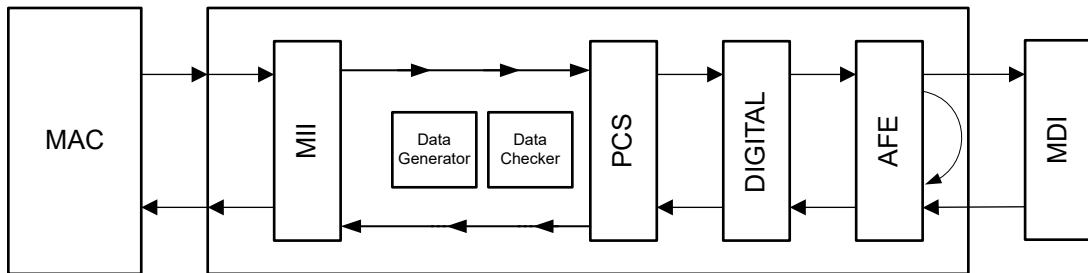 MAC
MII
Data
Generator
Data
Checker
PCS
DIGITAL
AFE
MDI